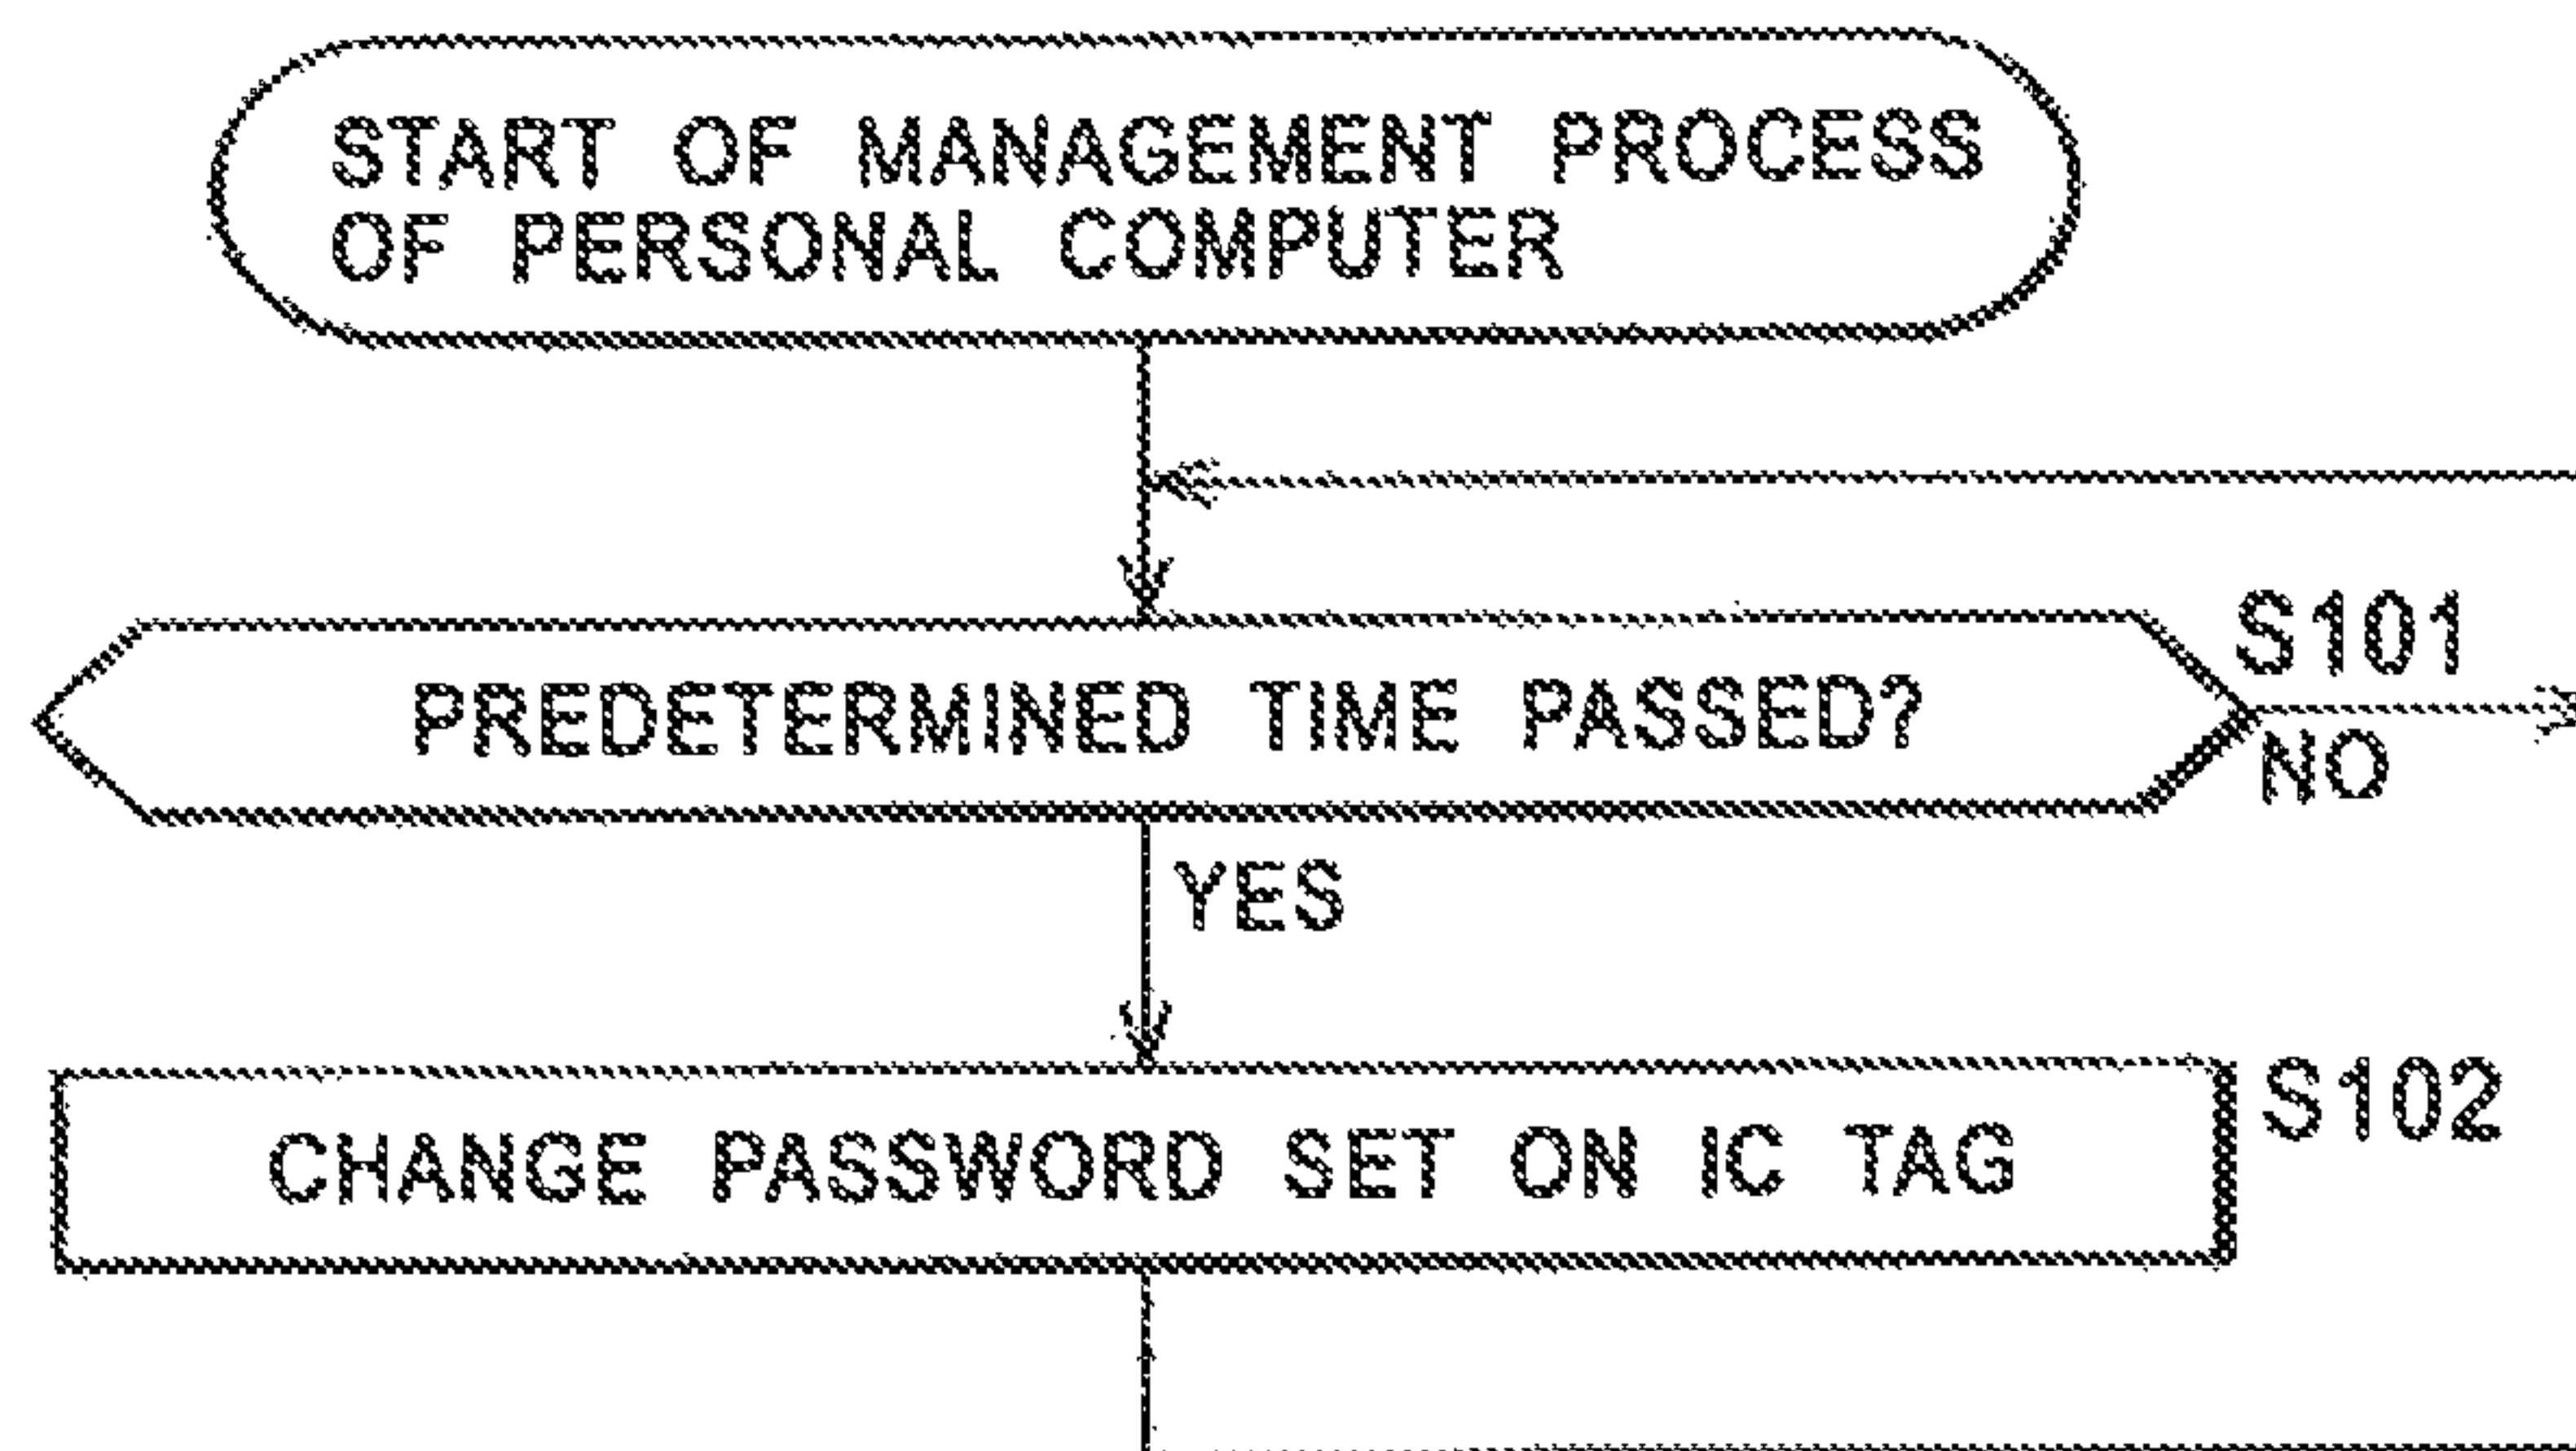 START OF MANAGEMENT PROCESS
OF PERSONAL COMPUTER
S101
PREDETERMINED TIME PASSED?
NO
YES
S102
CHANGE PASSWORD SET ON IC TAG